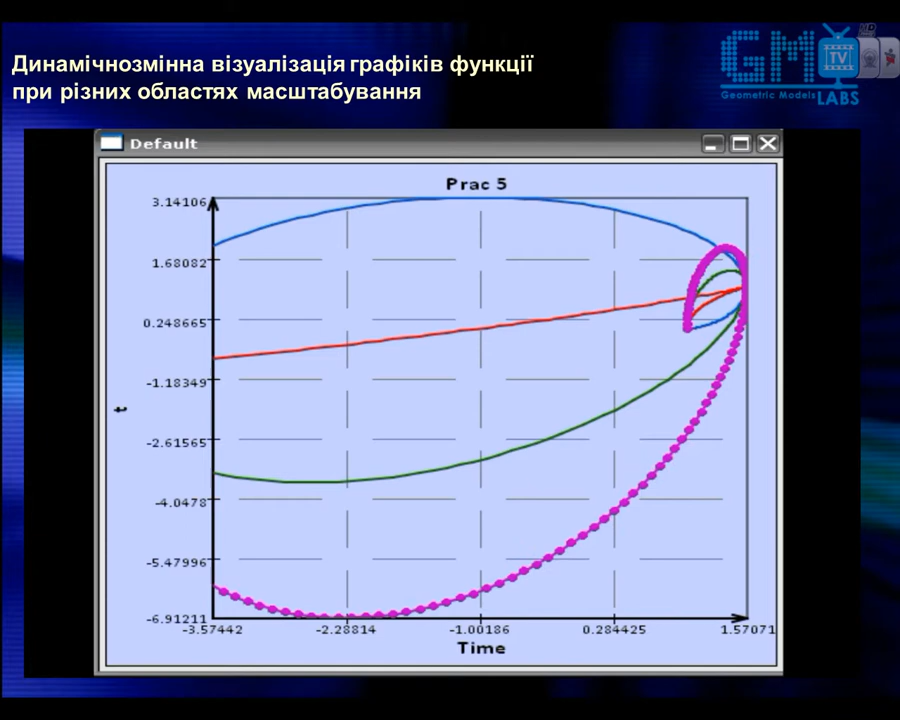 Динамічнозмінна візуалізація графіків функції
при різних областях масштабування
GM
TV
HD
Geometric Models
LABS
Default
Prac 5
3.14106
1.68082
0.248665
-1.18349
-2.61565
-4.0478
-5.47996
-6.91211
t
-3.57442
-2.28814
-1.00186
0.284425
1.57071
Time